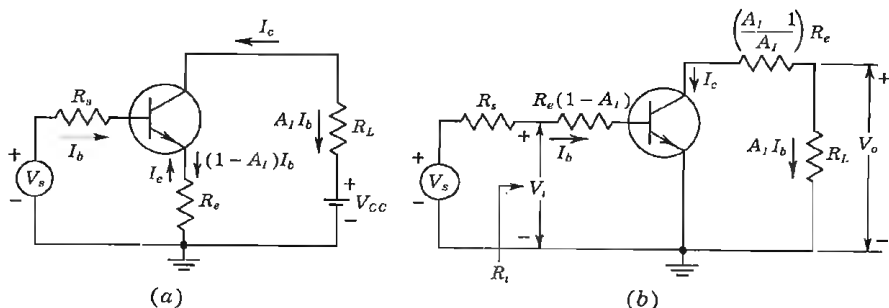 I_c
R_s
I_b
+
V_s
−
A_I I_b
R_L
(1 − A_I)I_b
I_c
R_e
+
V_CC
−
(a)
(A_I 1 / A_I) R_e
I_c
R_s
R_e(1 − A_I)
+
I_b
+
V_s
−
V_i
−
R_i
A_I I_b
R_L
+
V_o
−
(b)